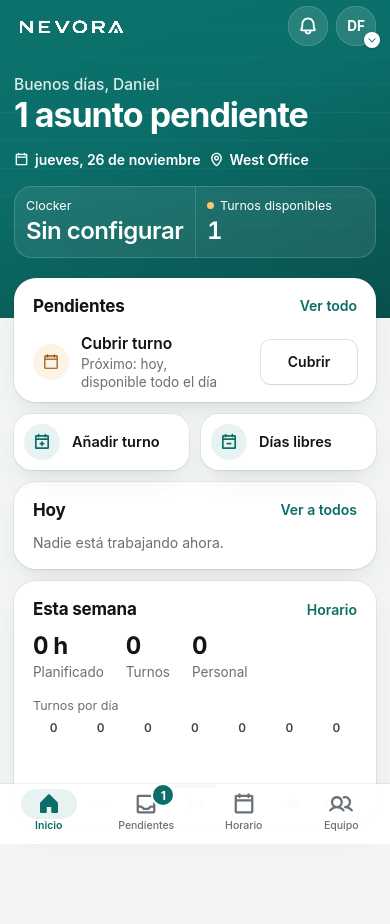 NEVORA
DF
Buenos días, Daniel
1 asunto pendiente
jueves, 26 de noviembre West Office
Clocker
Sin configurar
Turnos disponibles
1
Pendientes
Ver todo
Cubrir turno
Próximo: hoy,
disponible todo el día
Cubrir
Añadir turno
Días libres
Hoy
Ver a todos
Nadie está trabajando ahora.
Esta semana
Horario
0 h 0 0
Planificado Turnos Personal
Turnos por día
0 0 0 0 0 0 0
1
Inicio Pendientes Horario Equipo